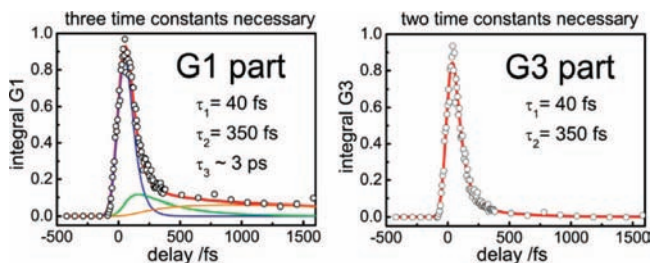 three time constants necessary
G1 part
τ1= 40 fs
τ2= 350 fs
τ3 ~ 3 ps
integral G1
1.0
0.8
0.6
0.4
0.2
0.0
-500 0 500 1000 1500
delay /fs
two time constants necessary
G3 part
τ1= 40 fs
τ2= 350 fs
integral G3
1.0
0.8
0.6
0.4
0.2
0.0
-500 0 500 1000 1500
delay /fs